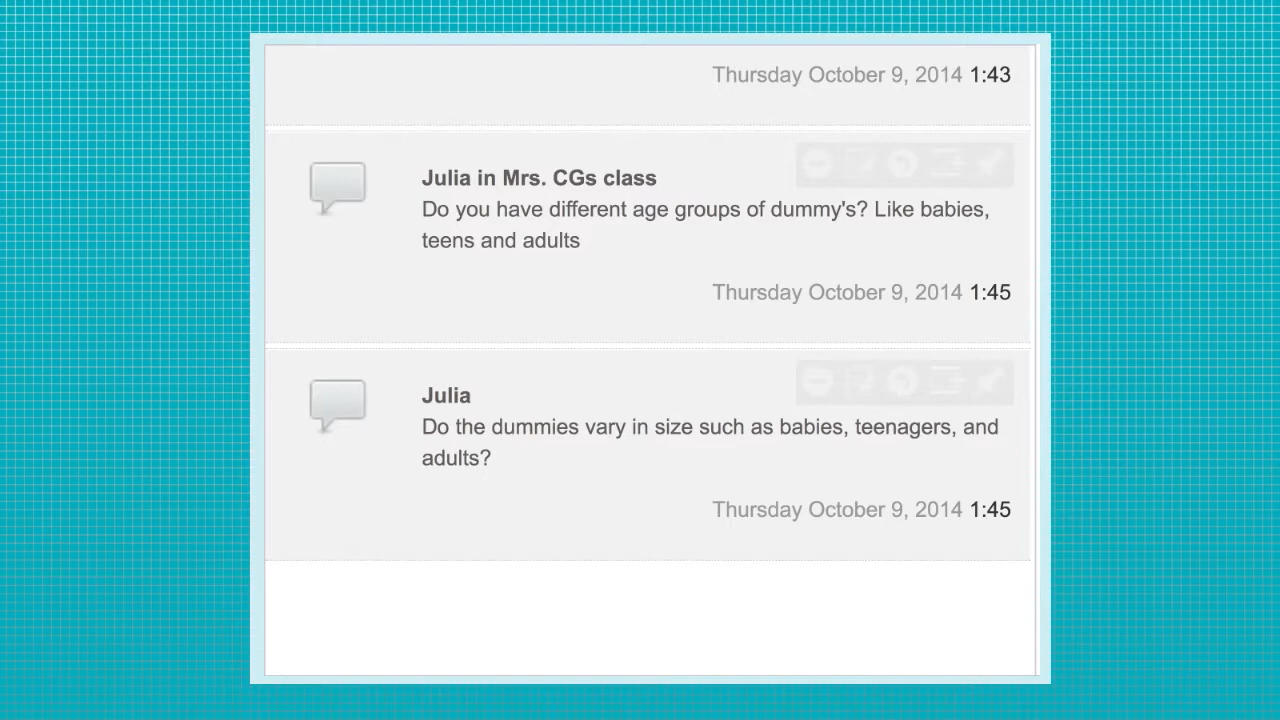 Thursday October 9, 2014 1:43
Julia in Mrs. CGs class
Do you have different age groups of dummy's? Like babies,
teens and adults
Thursday October 9, 2014 1:45
Julia
Do the dummies vary in size such as babies, teenagers, and
adults?
Thursday October 9, 2014 1:45